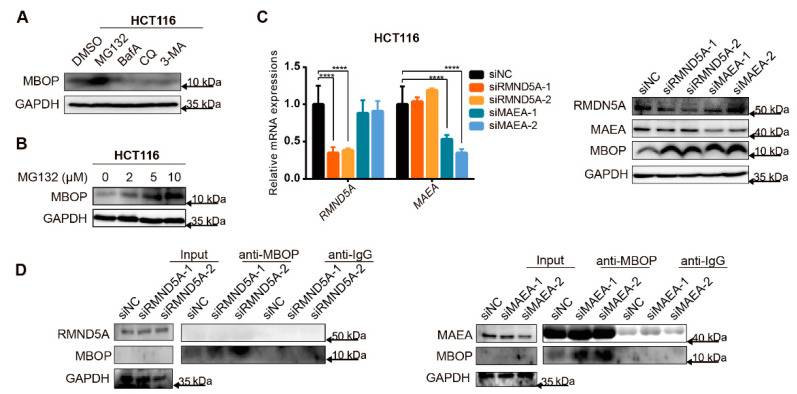 A
HCT116
DMSO
MG132
BafA
CQ
3-MA
MBOP
10 kDa
GAPDH
35 kDa
B
HCT116
MG132 (µM)
0 2 5 10
MBOP
10 kDa
GAPDH
35 kDa
C
HCT116
Relative mRNA expressions
1.5
1.0
0.5
0.0
****
****
****
****
RMND5A
MAEA
siNC
siRMND5A-1
siRMND5A-2
siMAEA-1
siMAEA-2
siNC
siRMND5A-1
siRMND5A-2
siMAEA-1
siMAEA-2
RMDN5A
50 kDa
MAEA
40 kDa
MBOP
10 kDa
GAPDH
35 kDa
D
Input
anti-MBOP
anti-IgG
siNC
siRMND5A-1
siRMND5A-2
siNC
siRMND5A-1
siRMND5A-2
siNC
siRMND5A-1
siRMND5A-2
RMND5A
50 kDa
MBOP
10 kDa
GAPDH
35 kDa
Input
anti-MBOP
anti-IgG
siNC
siMAEA-1
siMAEA-2
siNC
siMAEA-1
siMAEA-2
siNC
siMAEA-1
siMAEA-2
MAEA
40 kDa
MBOP
10 kDa
GAPDH
35 kDa